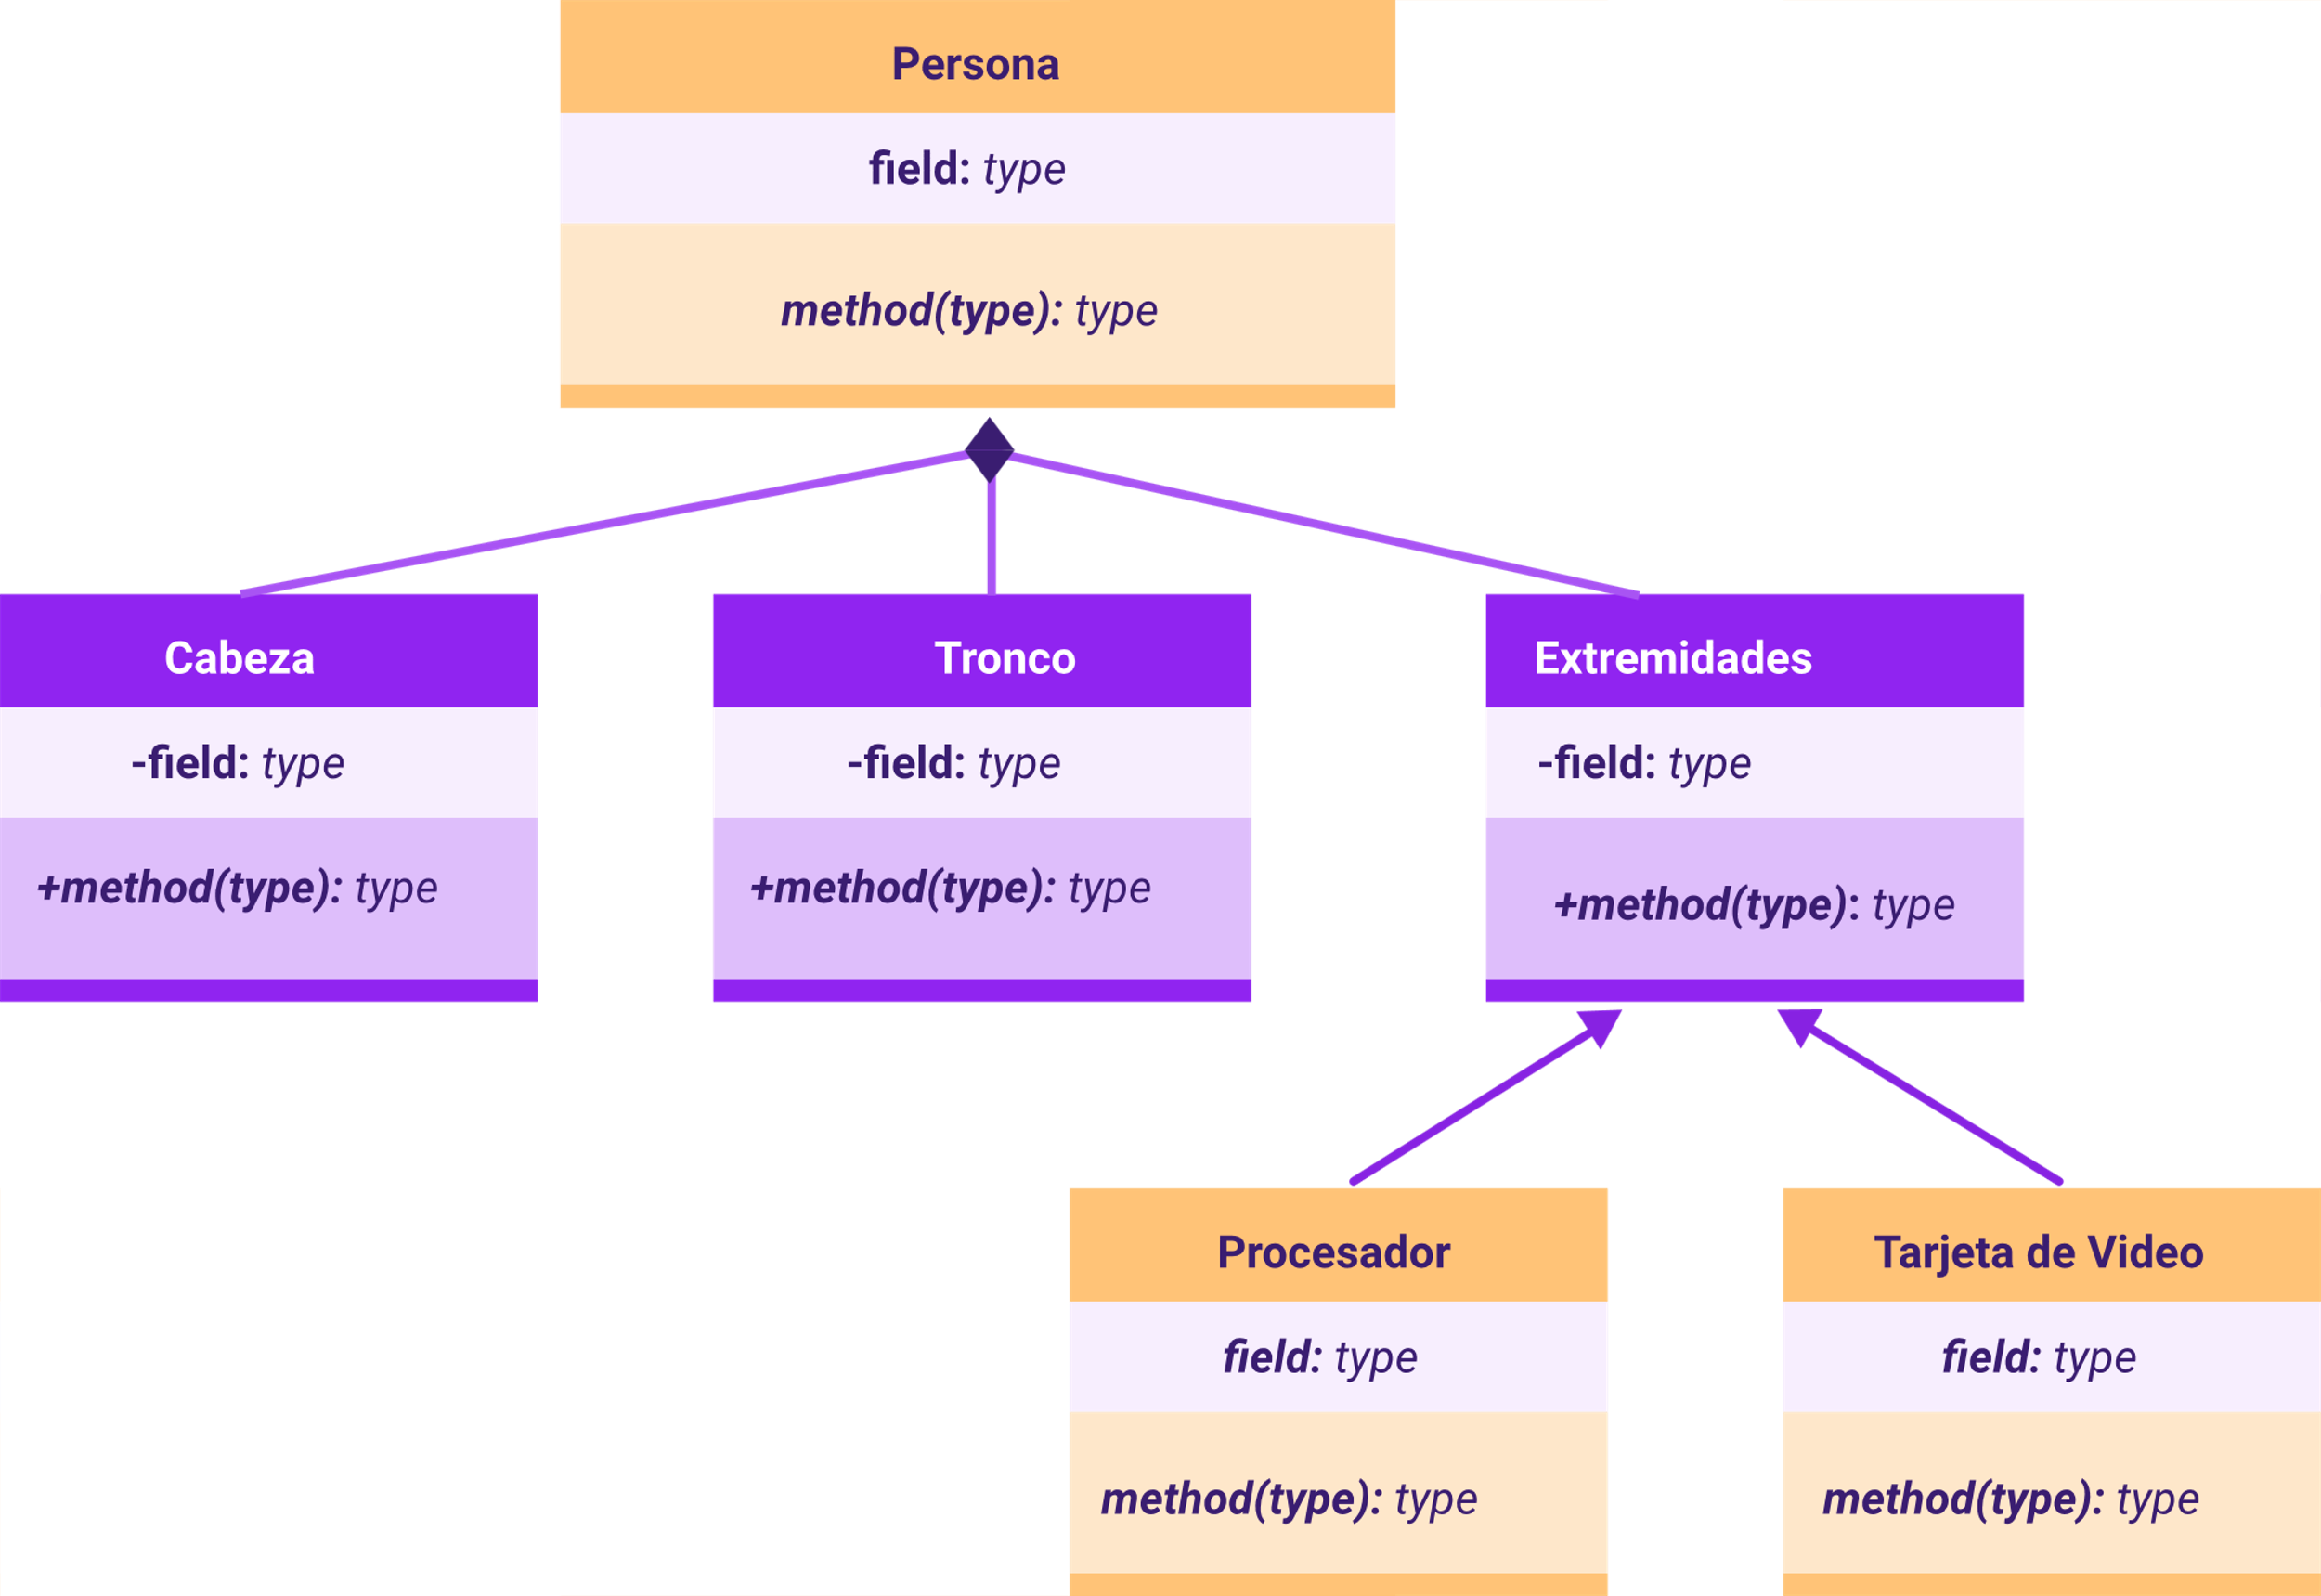 Persona
field: type
method(type): type
Cabeza
-field: type
+method(type): type
Tronco
-field: type
+method(type): type
Extremidades
-field: type
+method(type): type
Procesador
field: type
method(type): type
Tarjeta de Video
field: type
method(type): type